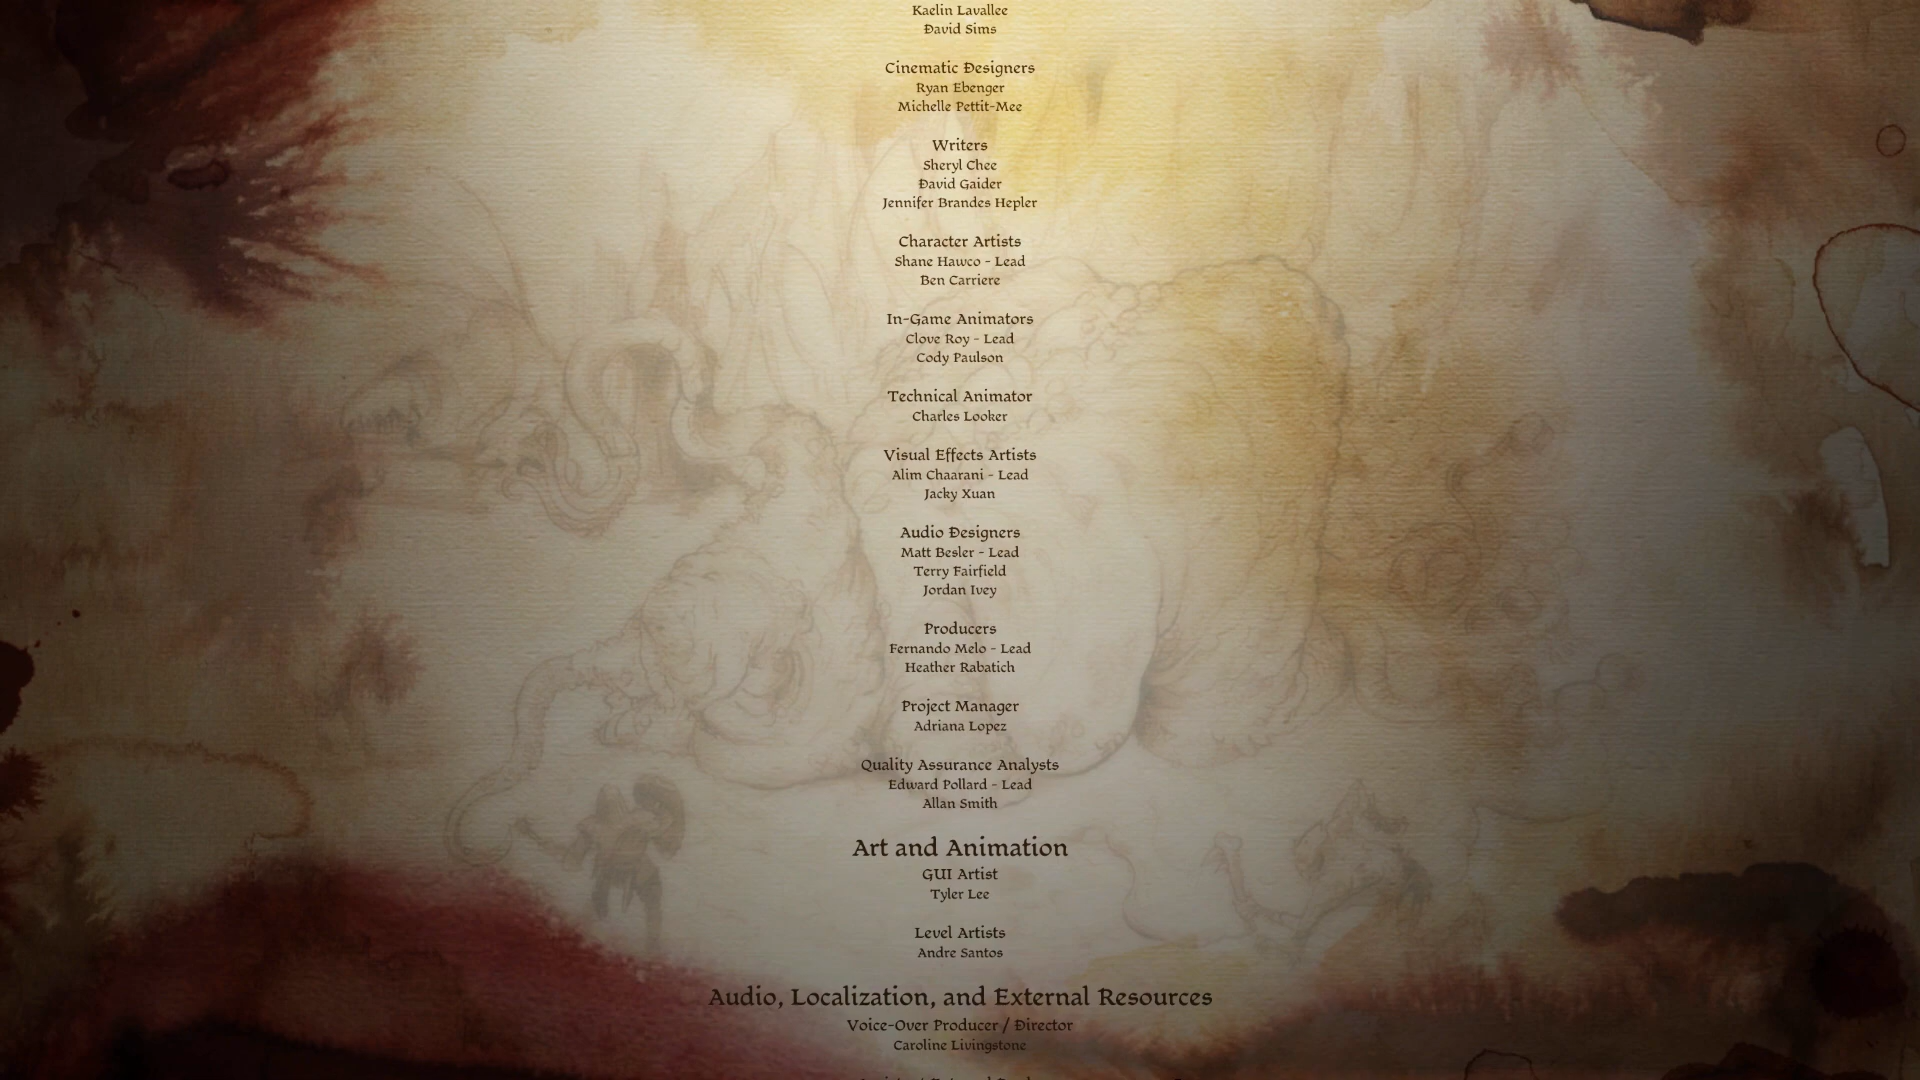 Kaelin Lavallee
David Sims
Cinematic Designers
Ryan Ebenger
Michelle Pettit-Mee
Writers
Sheryl Chee
David Gaider
Jennifer Brandes Hepler
Character Artists
Shane Hawco - Lead
Ben Carriere
In-Game Animators
Clove Roy - Lead
Cody Paulson
Technical Animator
Charles Looker
Visual Effects Artists
Alim Chaarani - Lead
Jacky Xuan
Audio Designers
Matt Besler - Lead
Terry Fairfield
Jordan Ivey
Producers
Fernando Melo - Lead
Heather Rabatich
Project Manager
Adriana Lopez
Quality Assurance Analysts
Edward Pollard - Lead
Allan Smith
Art and Animation
GUI Artist
Tyler Lee
Level Artists
Andre Santos
Audio, Localization, and External Resources
Voice-Over Producer / Director
Caroline Livingstone